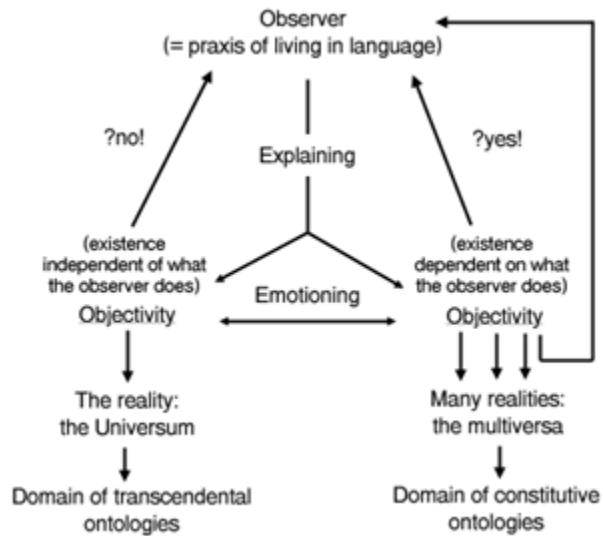 Observer
(= praxis of living in language)
?no!
?yes!
Explaining
(existence
independent of what
the observer does)
Objectivity
Emotioning
(existence
dependent on what
the observer does)
Objectivity
The reality:
the Universum
Many realities:
the multiversa
Domain of transcendental
ontologies
Domain of constitutive
ontologies